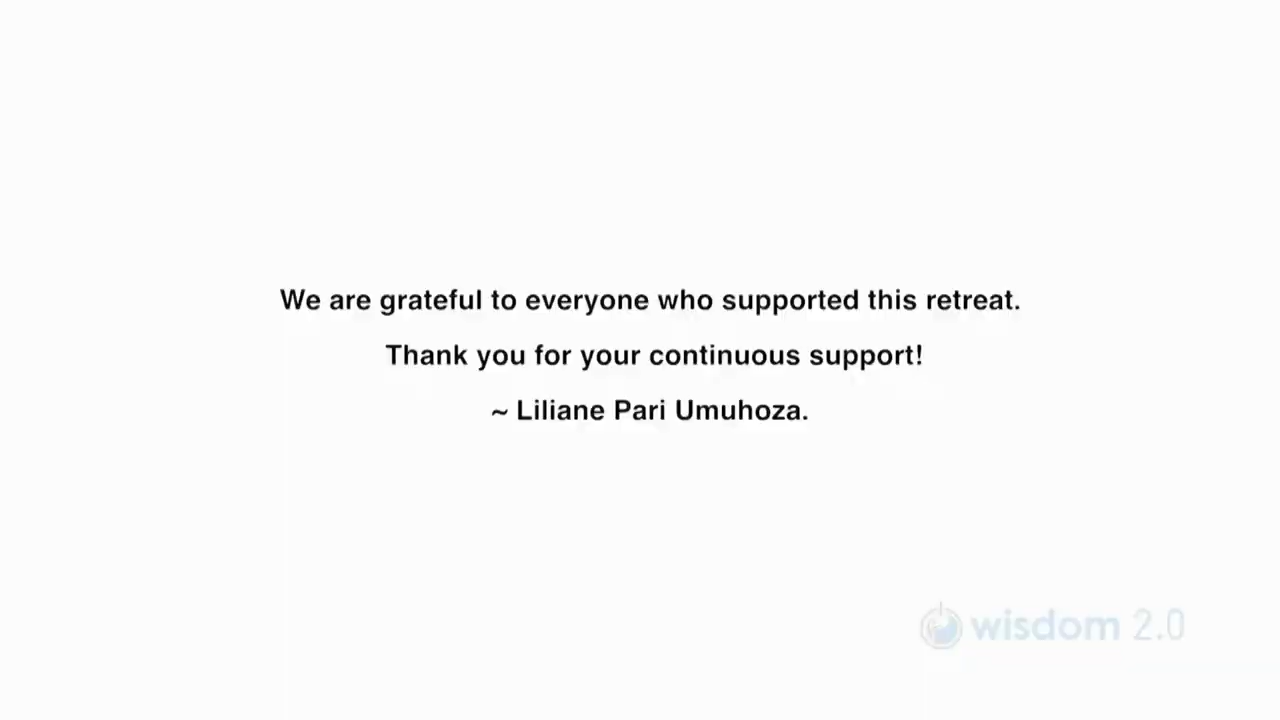 We are grateful to everyone who supported this retreat.
Thank you for your continuous support!
~ Liliane Pari Umuhoza.
wisdom 2.0